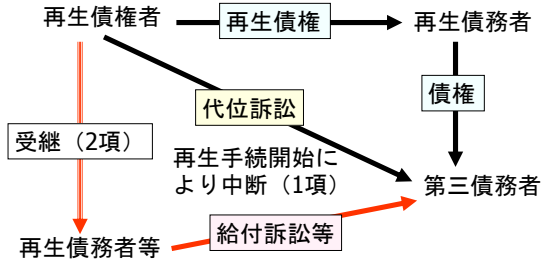 再生債権者
再生債権
再生債務者
代位訴訟
債権
受継（2項）
再生手続開始に
より中断（1項）
第三債務者
給付訴訟等
再生債務者等